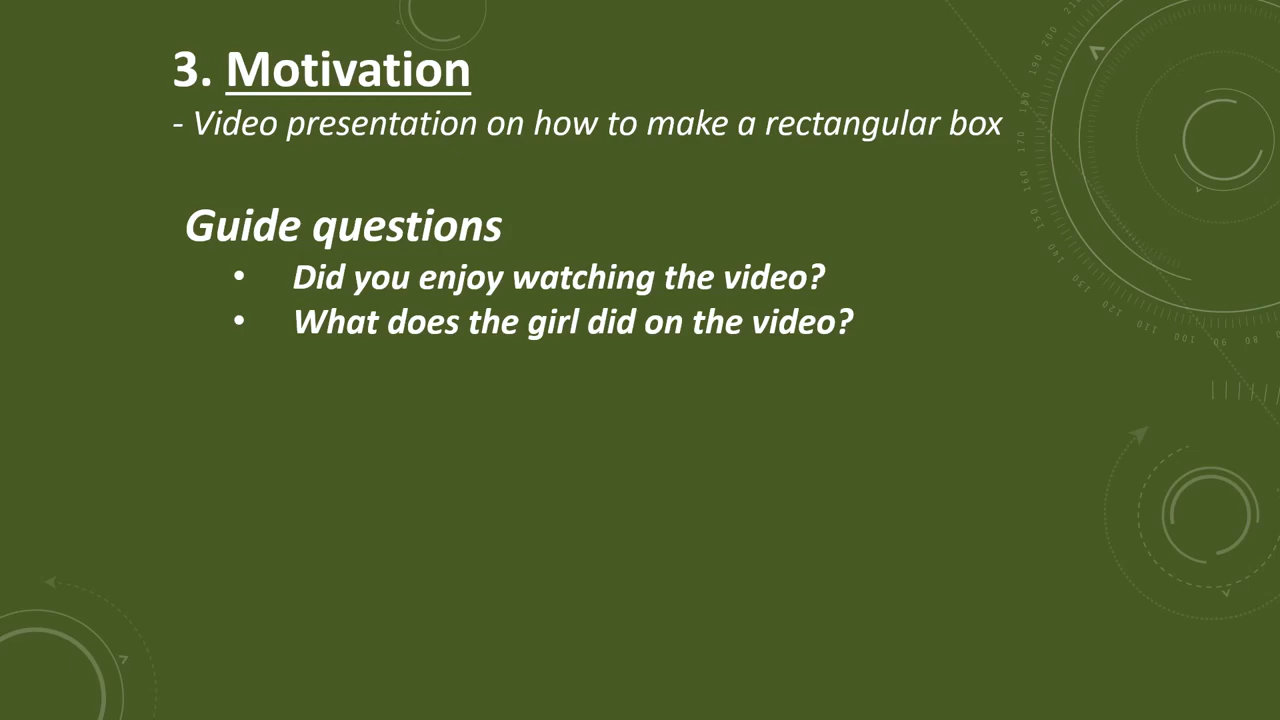 3. Motivation
- Video presentation on how to make a rectangular box
Guide questions
• Did you enjoy watching the video?
• What does the girl did on the video?